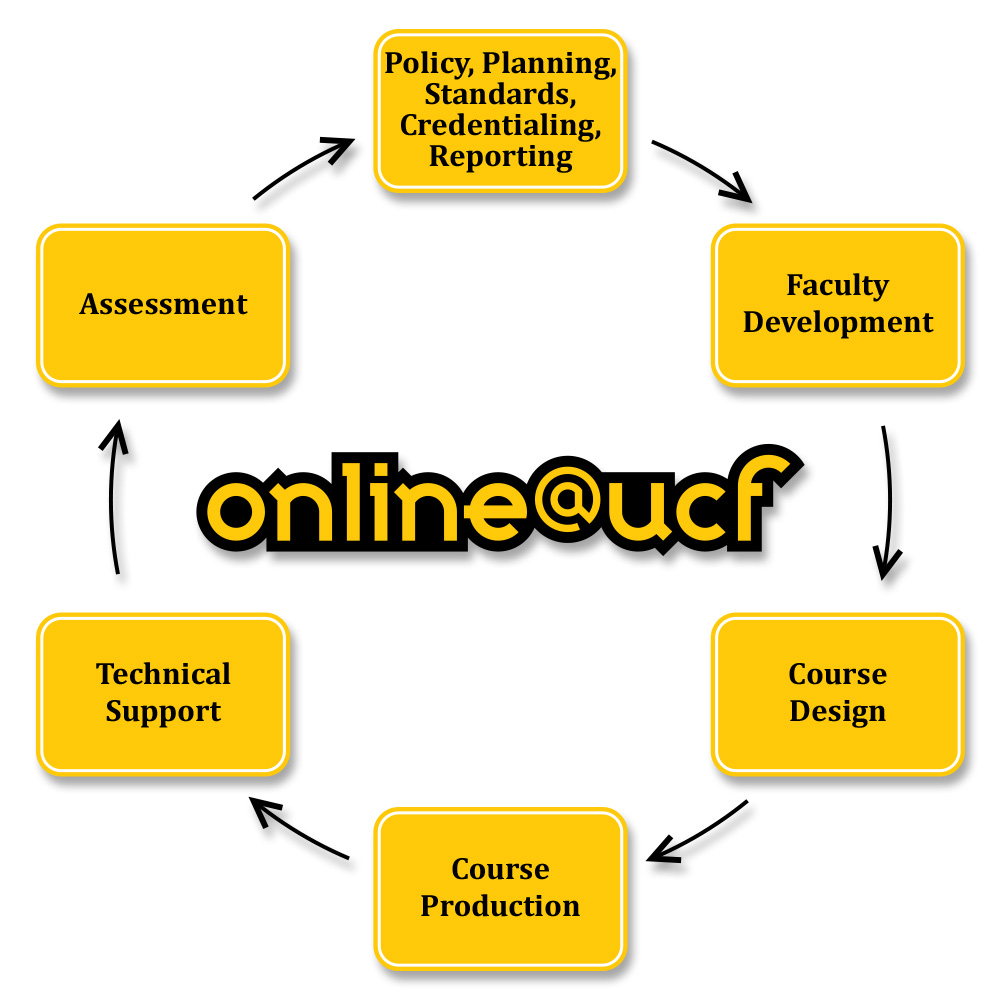 Policy, Planning,
Standards,
Credentialing,
Reporting
Assessment
Faculty
Development
online@ucf
Technical
Support
Course
Design
Course
Production